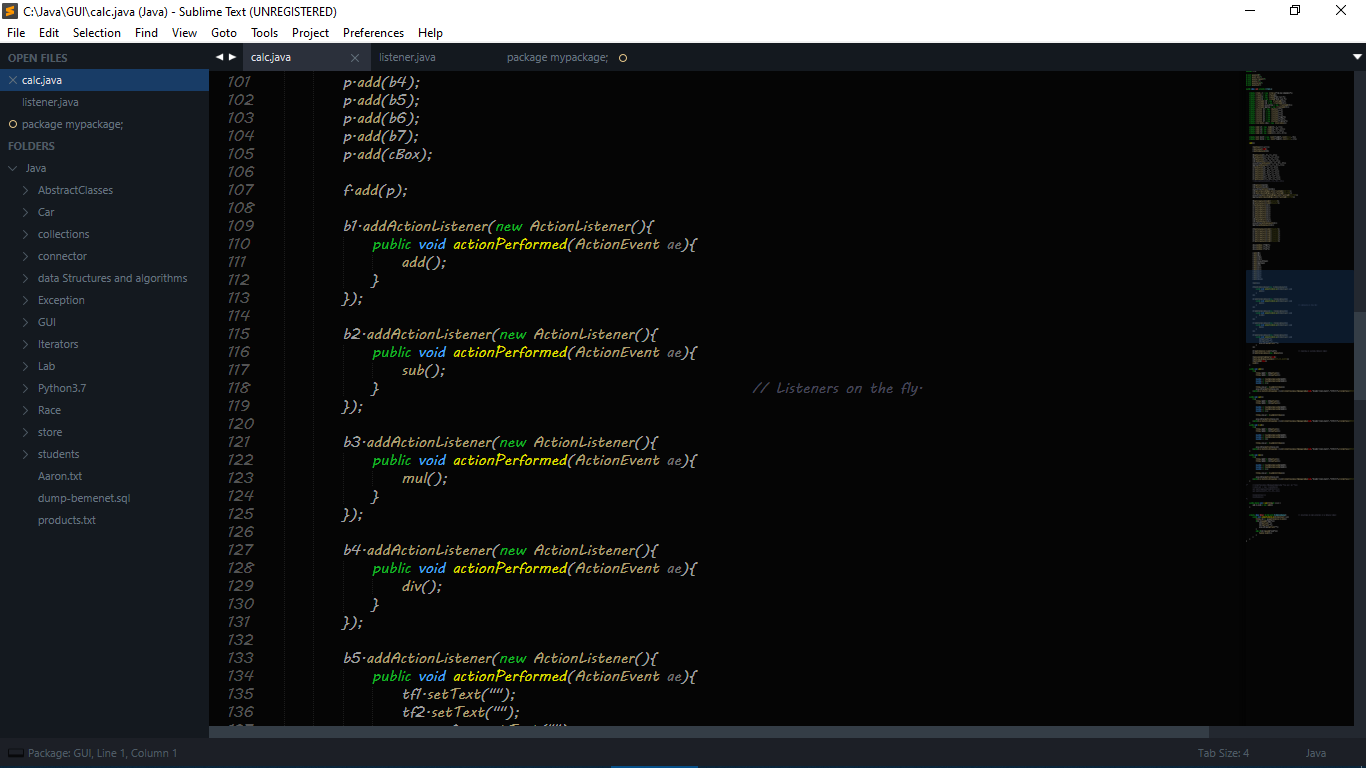 C:\Java\GUI\calc.java (Java) - Sublime Text (UNREGISTERED)
File Edit Selection Find View Goto Tools Project Preferences Help
OPEN FILES
calc.java
listener.java
package mypackage;
FOLDERS
Java
AbstractClasses
Car
collections
connector
data Structures and algorithms
Exception
GUI
Iterators
Lab
Python3.7
Race
store
students
Aaron.txt
dump-bemenet.sql
products.txt
calc.java listener.java package mypackage;
101 p.add(b4);
102 p.add(b5);
103 p.add(b6);
104 p.add(b7);
105 p.add(cBox);
106
107 f.add(p);
108
109 b1.addActionListener(new ActionListener(){
110 public void actionPerformed(ActionEvent ae){
111 add();
112 }
113 });
114
115 b2.addActionListener(new ActionListener(){
116 public void actionPerformed(ActionEvent ae){
117 sub();
118 } // Listeners on the fly.
119 });
120
121 b3.addActionListener(new ActionListener(){
122 public void actionPerformed(ActionEvent ae){
123 mul();
124 }
125 });
126
127 b4.addActionListener(new ActionListener(){
128 public void actionPerformed(ActionEvent ae){
129 div();
130 }
131 });
132
133 b5.addActionListener(new ActionListener(){
134 public void actionPerformed(ActionEvent ae){
135 tf1.setText("");
136 tf2.setText("");
Package: GUI, Line 1, Column 1 Tab Size: 4 Java